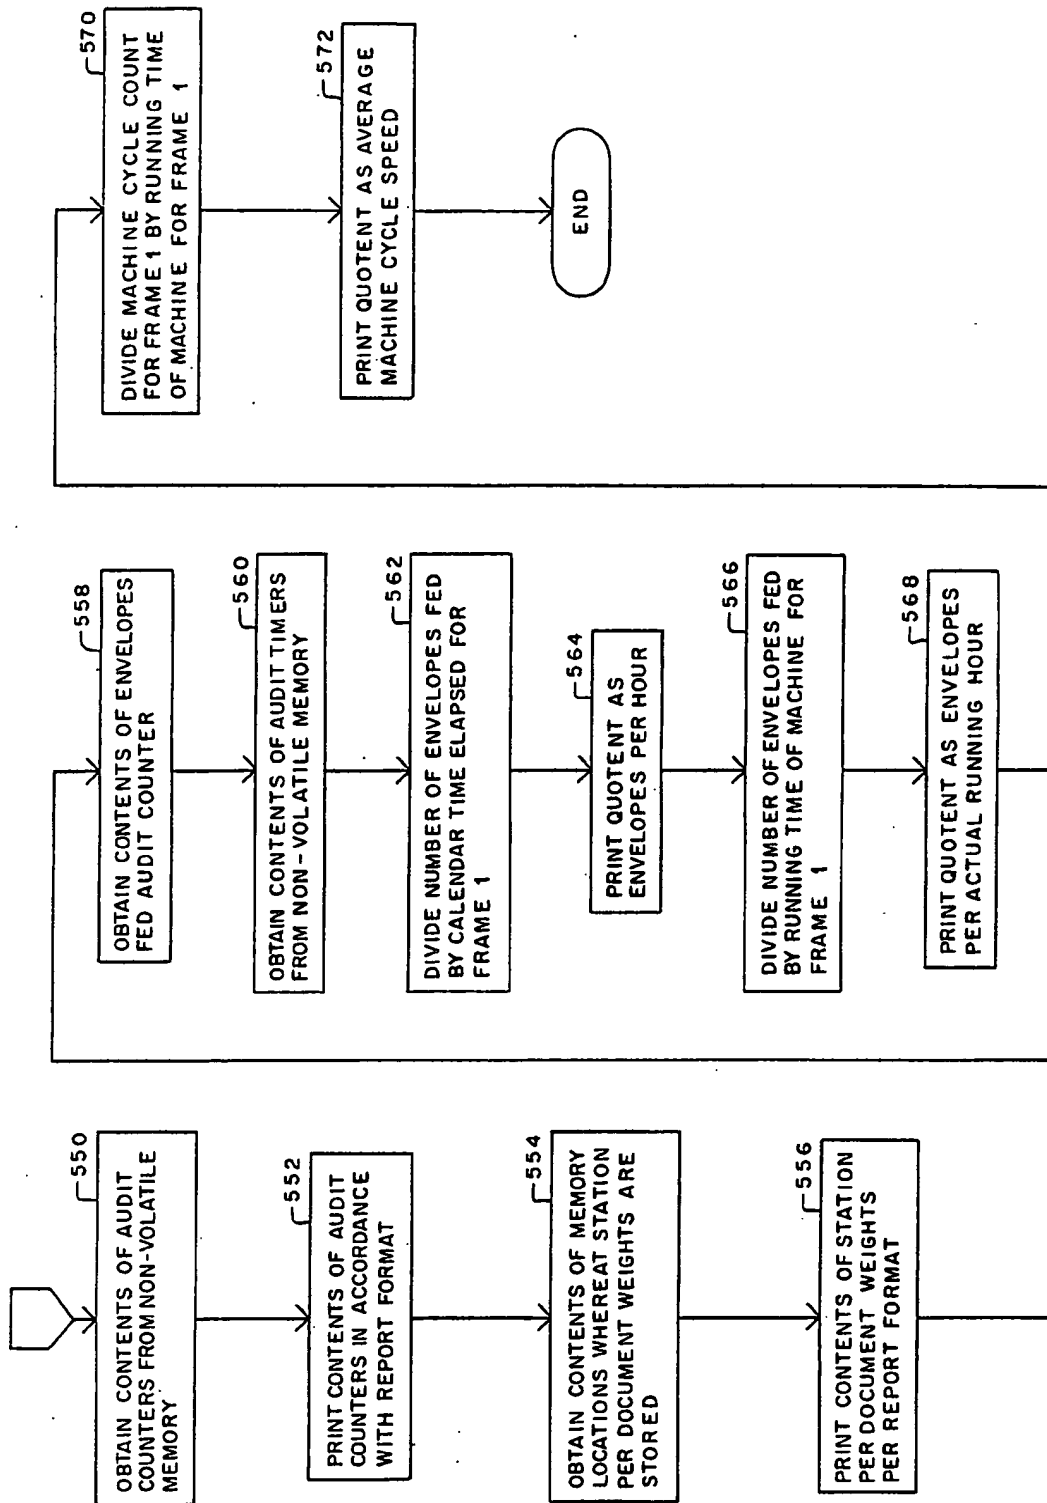 550
OBTAIN CONTENTS OF AUDIT
COUNTERS FROM NON-VOLATILE
MEMORY
552
PRINT CONTENTS OF AUDIT
COUNTERS IN ACCORDANCE
WITH REPORT FORMAT
554
OBTAIN CONTENTS OF MEMORY
LOCATIONS WHEREAT STATION
PER DOCUMENT WEIGHTS ARE
STORED
556
PRINT CONTENTS OF STATION
PER DOCUMENT WEIGHTS
PER REPORT FORMAT
558
OBTAIN CONTENTS OF ENVELOPES
FED AUDIT COUNTER
560
OBTAIN CONTENTS OF AUDIT TIMERS
FROM NON-VOLATILE MEMORY
562
DIVIDE NUMBER OF ENVELOPES FED
BY CALENDAR TIME ELAPSED FOR
FRAME 1
564
PRINT QUOTENT AS
ENVELOPES PER HOUR
566
DIVIDE NUMBER OF ENVELOPES FED
BY RUNNING TIME OF MACHINE FOR
FRAME 1
568
PRINT QUOTENT AS ENVELOPES
PER ACTUAL RUNNING HOUR
570
DIVIDE MACHINE CYCLE COUNT
FOR FRAME 1 BY RUNNING TIME
OF MACHINE FOR FRAME 1
572
PRINT QUOTENT AS AVERAGE
MACHINE CYCLE SPEED
END